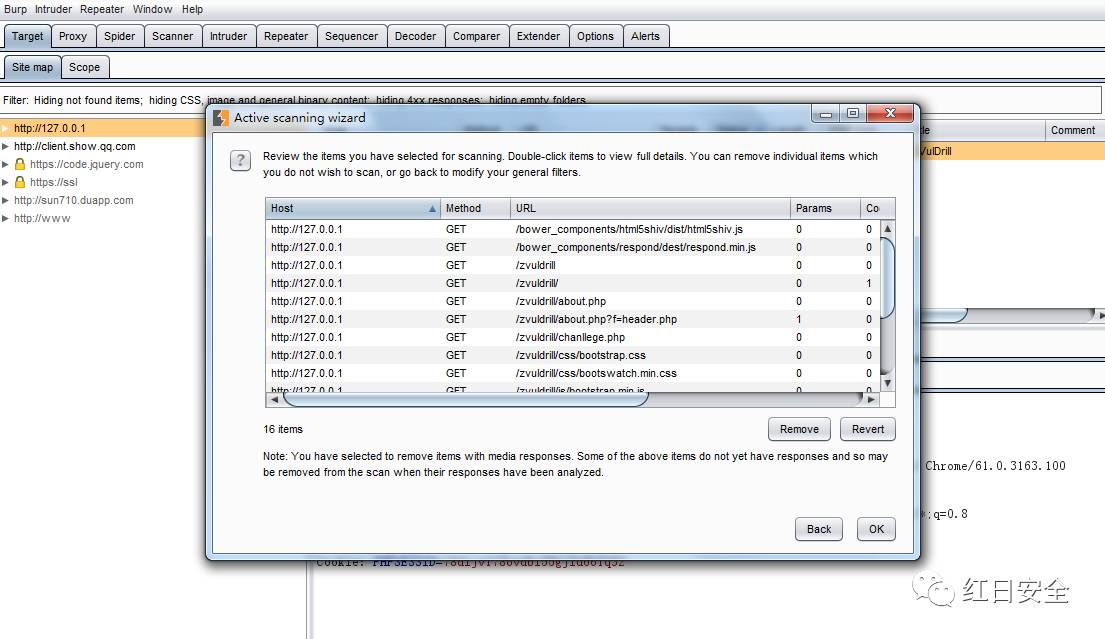 Burp Intruder Repeater Window Help
Target Proxy Spider Scanner Intruder Repeater Sequencer Decoder Comparer Extender Options Alerts
Site map Scope
Filter: Hiding not found items; hiding CSS, image and general binary content; hiding 4xx responses; hiding empty folders
http://127.0.0.1
http://client.show.qq.com
https://code.jquery.com
https://ssl
http://sun710.duapp.com
http://www
Comment
Active scanning wizard
? Review the items you have selected for scanning. Double-click items to view full details. You can remove individual items which
you do not wish to scan, or go back to modify your general filters.
Host Method URL Params Co
http://127.0.0.1 GET /bower_components/html5shiv/dist/html5shiv.js 0 0
http://127.0.0.1 GET /bower_components/respond/dest/respond.min.js 0 0
http://127.0.0.1 GET /zvuldrill 0 0
http://127.0.0.1 GET /zvuldrill/ 0 1
http://127.0.0.1 GET /zvuldrill/about.php 0 0
http://127.0.0.1 GET /zvuldrill/about.php?f=header.php 1 0
http://127.0.0.1 GET /zvuldrill/chanllege.php 0 0
http://127.0.0.1 GET /zvuldrill/css/bootstrap.css 0 0
http://127.0.0.1 GET /zvuldrill/css/bootswatch.min.css 0 0
http://127.0.0.1 GET /zvuldrill/js/bootstrap.min.js 0 0
16 items
Remove Revert
Note: You have selected to remove items with media responses. Some of the above items do not yet have responses and so may
be removed from the scan when their responses have been analyzed.
Back OK
Chrome/61.0.3163.100
;q=0.8
红日安全